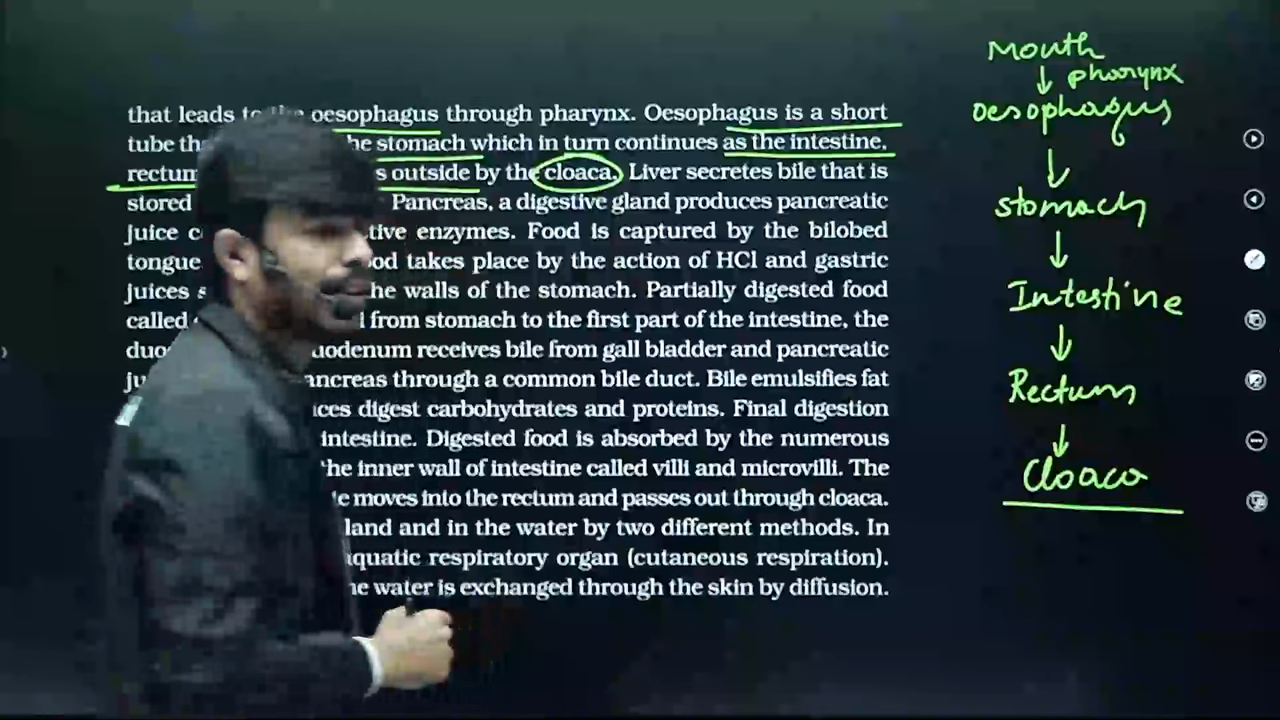 that leads to the oesophagus through pharynx. Oesophagus is a short
tube he stomach which in turn continues as the intestine,
rectum s outside by the cloaca. Liver secretes bile that is
stored Pancreas, a digestive gland produces pancreatic
juice tive enzymes. Food is captured by the bilobed
tongue od takes place by the action of HCl and gastric
juices he walls of the stomach. Partially digested food
called from stomach to the first part of the intestine, the
duo uodenum receives bile from gall bladder and pancreatic
ju ancreas through a common bile duct. Bile emulsifies fat
ices digest carbohydrates and proteins. Final digestion
intestine. Digested food is absorbed by the numerous
the inner wall of intestine called villi and microvilli. The
e moves into the rectum and passes out through cloaca.
land and in the water by two different methods. In
aquatic respiratory organ (cutaneous respiration).
he water is exchanged through the skin by diffusion.
Mouth
pharynx
Oesophagus
Stomach
Intestine
Rectum
Cloaca